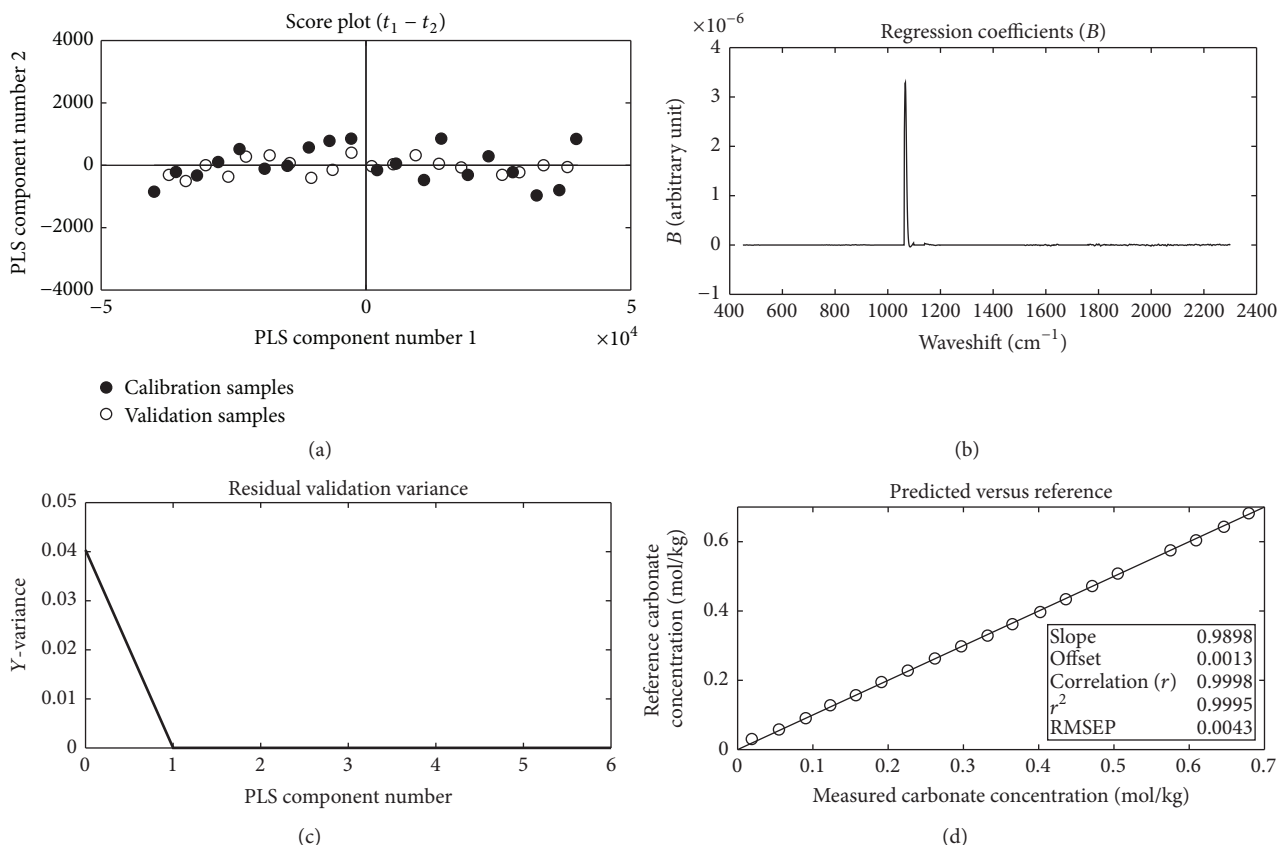 Score plot (t₁ − t₂)
PLS component number 2
4000
2000
0
−2000
−4000
−5
0
5
PLS component number 1
×10⁴
● Calibration samples
○ Validation samples
(a)
×10⁻⁶
Regression coefficients (B)
B (arbitrary unit)
4
3
2
1
0
−1
400 600 800 1000 1200 1400 1600 1800 2000 2200 2400
Waveshift (cm⁻¹)
(b)
Residual validation variance
Y-variance
0.05
0.04
0.03
0.02
0.01
0
0 1 2 3 4 5 6
PLS component number
(c)
Predicted versus reference
Reference carbonate
concentration (mol/kg)
0.6
0.4
0.2
0
0 0.1 0.2 0.3 0.4 0.5 0.6 0.7
Slope 0.9898
Offset 0.0013
Correlation (r) 0.9998
r² 0.9995
RMSEP 0.0043
Measured carbonate concentration (mol/kg)
(d)